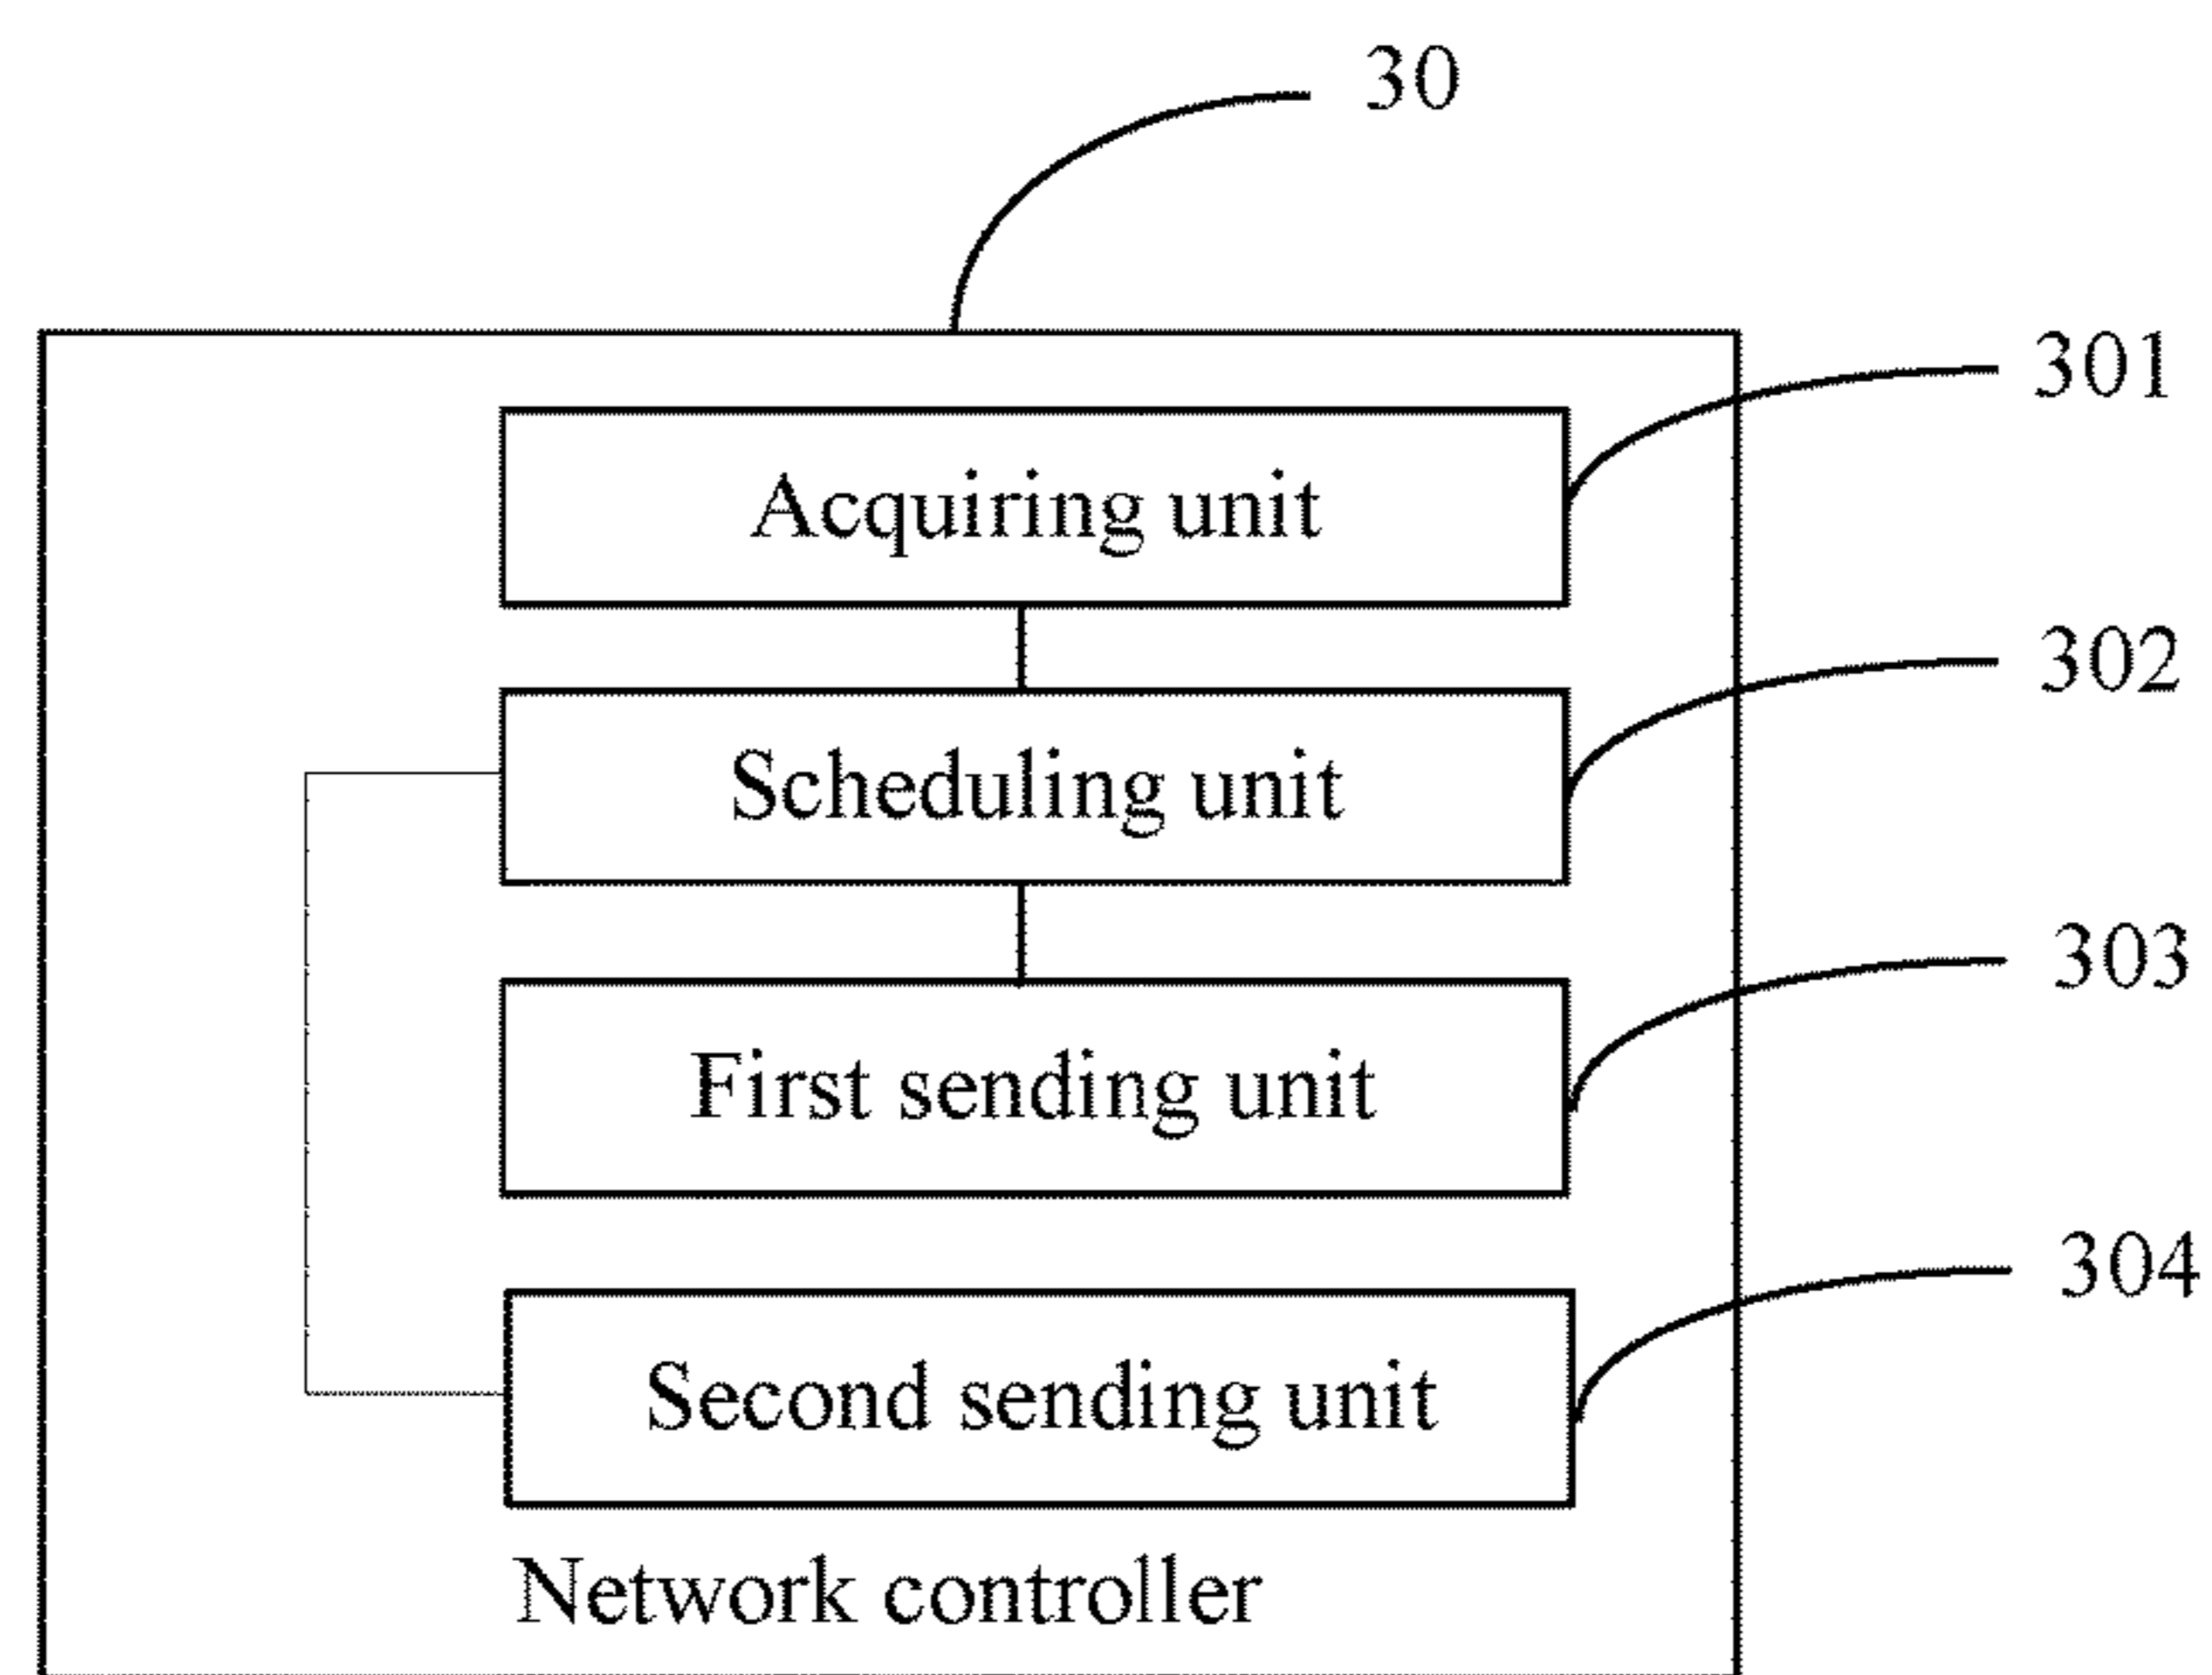 30
301
Acquiring unit
302
Scheduling unit
303
First sending unit
304
Second sending unit
Network controller